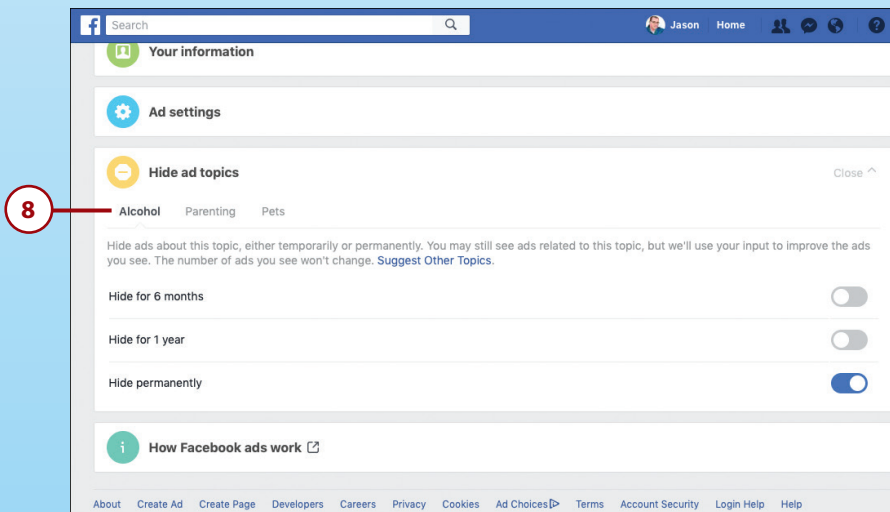 f Search Jason Home ?
Your information
Ad settings
Hide ad topics Close
8 Alcohol Parenting Pets
Hide ads about this topic, either temporarily or permanently. You may still see ads related to this topic, but we'll use your input to improve the ads
you see. The number of ads you see won't change. Suggest Other Topics.
Hide for 6 months
Hide for 1 year
Hide permanently
i How Facebook ads work
About Create Ad Create Page Developers Careers Privacy Cookies Ad Choices Terms Account Security Login Help Help